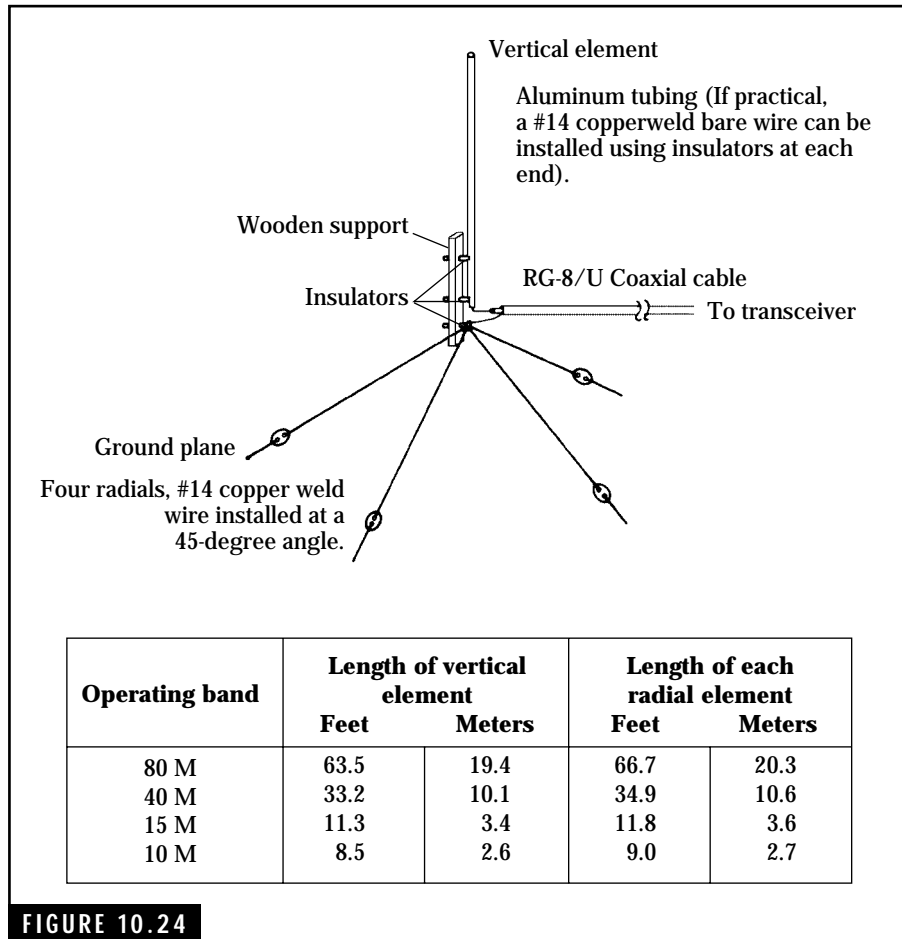 Vertical element
Aluminum tubing (If practical,
a #14 copperweld bare wire can be
installed using insulators at each
end).
Wooden support
RG-8/U Coaxial cable
Insulators
To transceiver
Ground plane
Four radials, #14 copper weld
wire installed at a
45-degree angle.
Operating band
Length of vertical
element
Length of each
radial element
Feet Meters Feet Meters
80 M 63.5 19.4 66.7 20.3
40 M 33.2 10.1 34.9 10.6
15 M 11.3 3.4 11.8 3.6
10 M 8.5 2.6 9.0 2.7
FIGURE 10.24